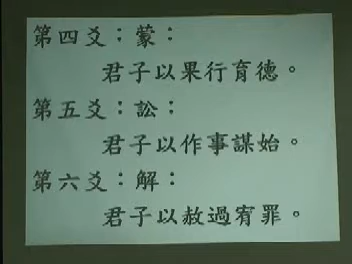 第四爻：蒙：
君子以果行育德。
第五爻：訟：
君子以作事謀始。
第六爻：解：
君子以赦過宥罪。